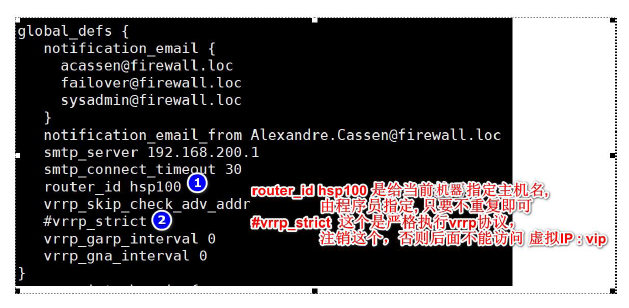 global_defs {
notification_email {
acassen@firewall.loc
failover@firewall.loc
sysadmin@firewall.loc
}
notification_email_from Alexandre.Cassen@firewall.loc
smtp_server 192.168.200.1
smtp_connect_timeout 30
router_id hsp100 1
router_id hsp100 是给当前机器指定主机名,
vrrp_skip_check_adv_addr
由程序员指定, 只要不重复即可
#vrrp_strict 2
#vrrp_strict 这个是严格执行vrrp协议,
vrrp_garp_interval 0
注销这个，否则后面不能访问 虚拟IP : vip
vrrp_gna_interval 0
}